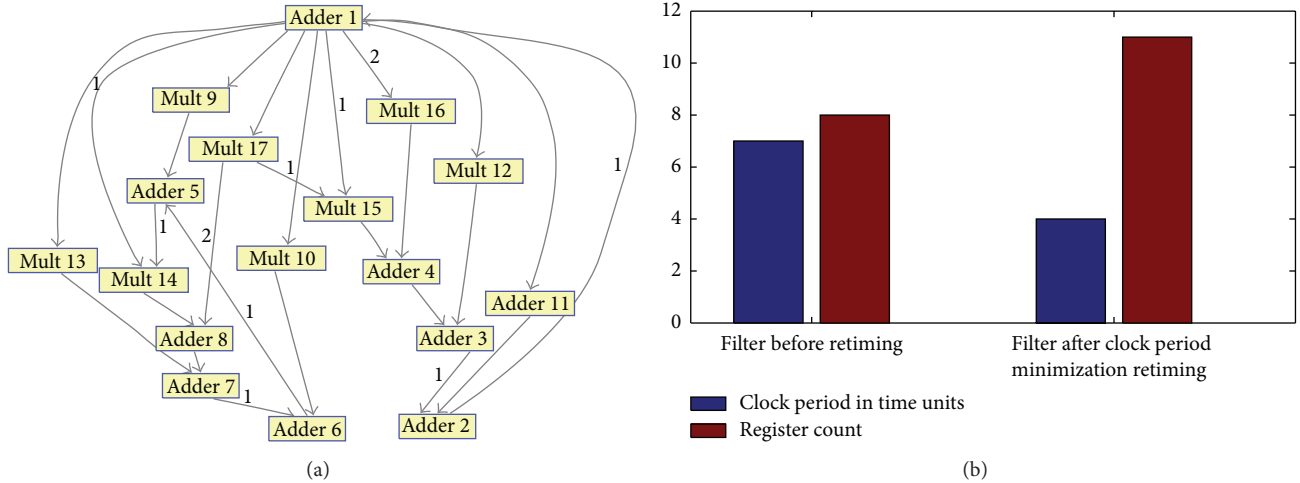 Adder 1
2
1
Mult 9
Mult 16
1
Mult 17
1
Mult 12
1
Adder 5
Mult 15
1
2
Mult 13
Mult 14
Mult 10
Adder 4
Adder 11
1
Adder 8
Adder 3
Adder 7
1
1
Adder 6
Adder 2
(a)
12
10
8
6
4
2
0
Filter before retiming
Filter after clock period
minimization retiming
Clock period in time units
Register count
(b)